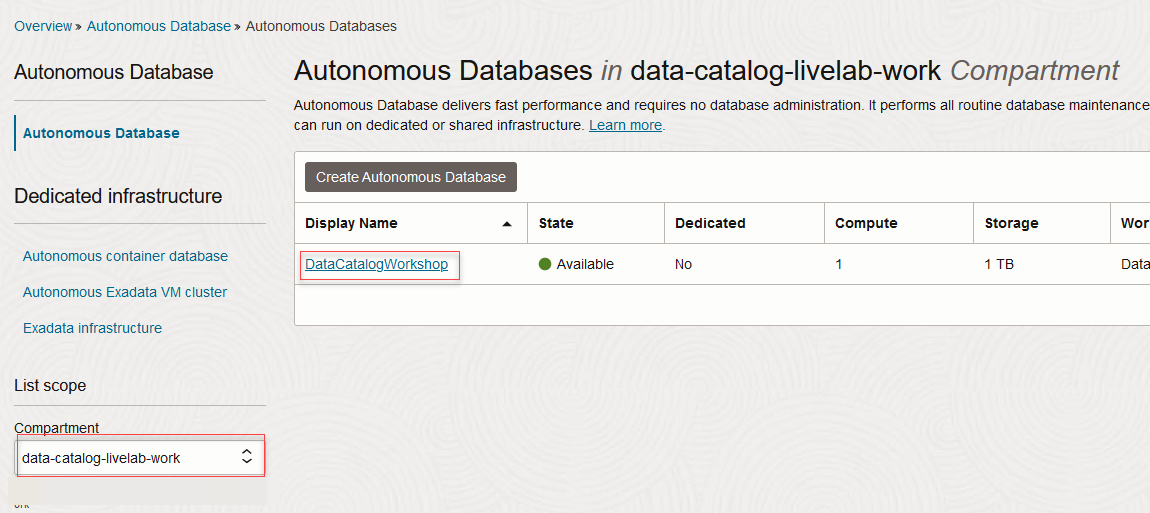 Overview » Autonomous Database » Autonomous Databases
Autonomous Database
Autonomous Database
Dedicated infrastructure
Autonomous container database
Autonomous Exadata VM cluster
Exadata infrastructure
List scope
Compartment
data-catalog-livelab-work
Autonomous Databases in data-catalog-livelab-work Compartment
Autonomous Database delivers fast performance and requires no database administration. It performs all routine database maintenance
can run on dedicated or shared infrastructure. Learn more.
Create Autonomous Database
Display Name State Dedicated Compute Storage Wor
DataCatalogWorkshop Available No 1 1 TB Data